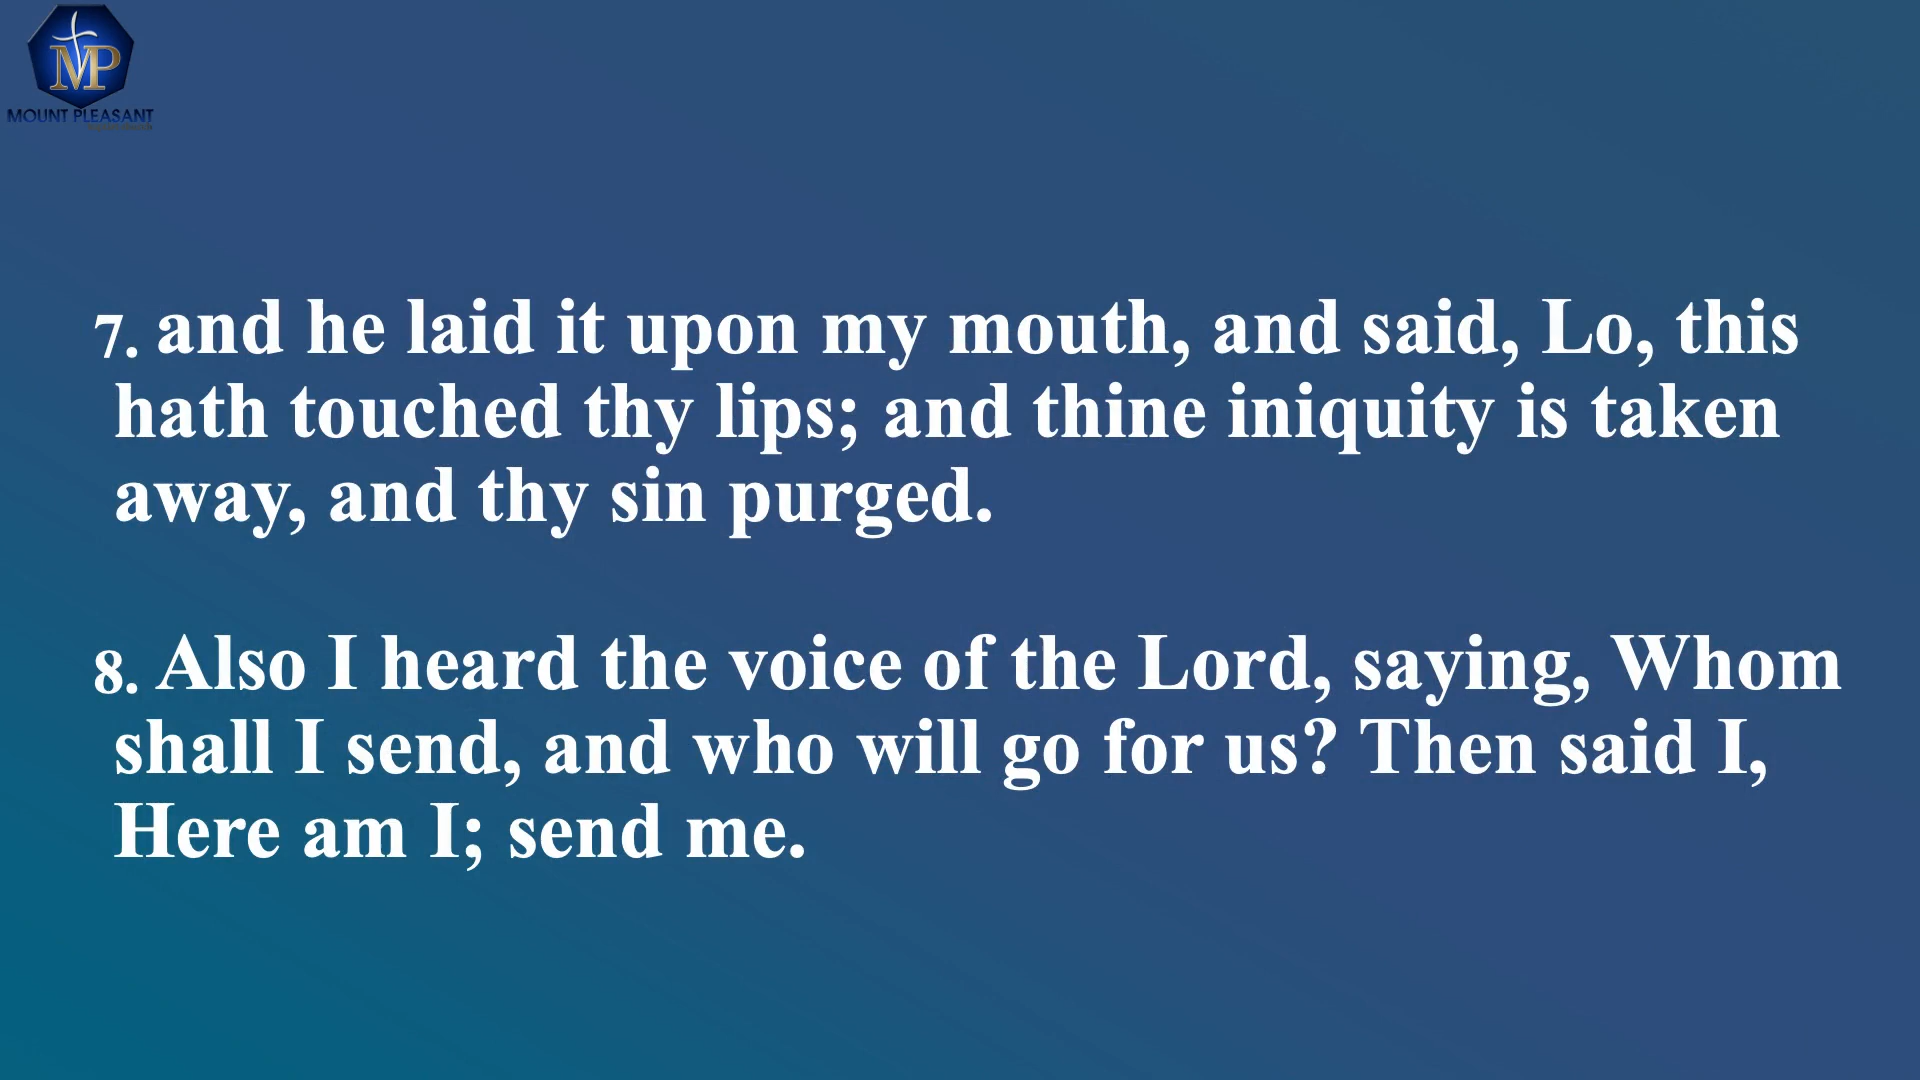 MP
MOUNT PLEASANT
7. and he laid it upon my mouth, and said, Lo, this
hath touched thy lips; and thine iniquity is taken
away, and thy sin purged.
8. Also I heard the voice of the Lord, saying, Whom
shall I send, and who will go for us? Then said I,
Here am I; send me.